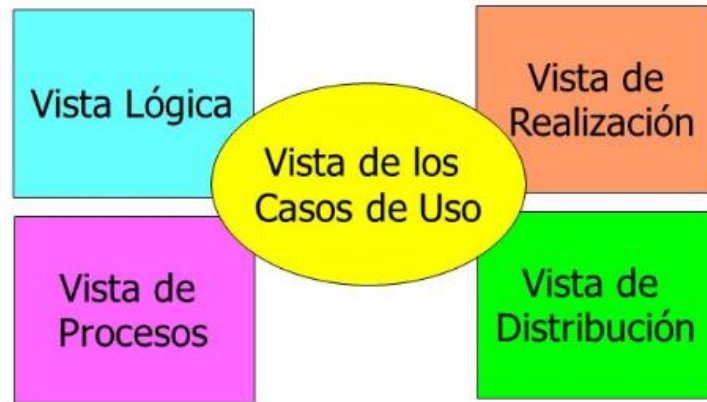 Vista Lógica
Vista de
Realización
Vista de los
Casos de Uso
Vista de
Procesos
Vista de
Distribución